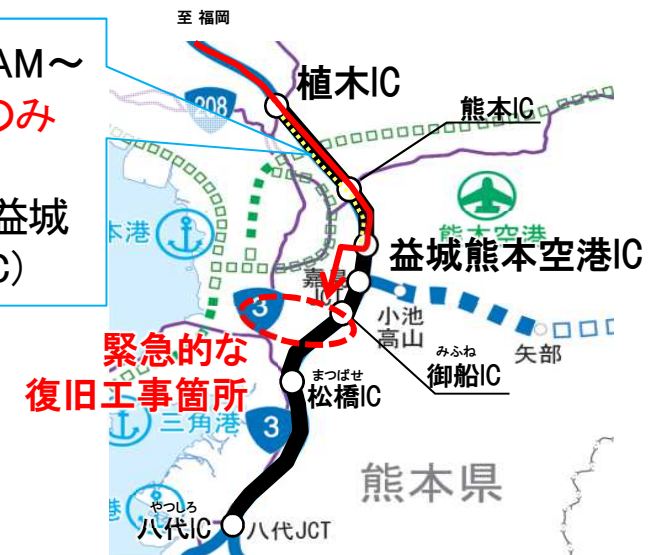 至 福岡
AM～
のみ
益城
C）
208
植木IC
熊本IC
熊本空港
本港
益城熊本空港IC
嘉島
JCT
小池
高山
矢部
3
緊急的な
復旧工事箇所
みふね
御船IC
まつばせ
松橋IC
三角港
3
熊本県
港
やつしろ
八代IC
八代JCT